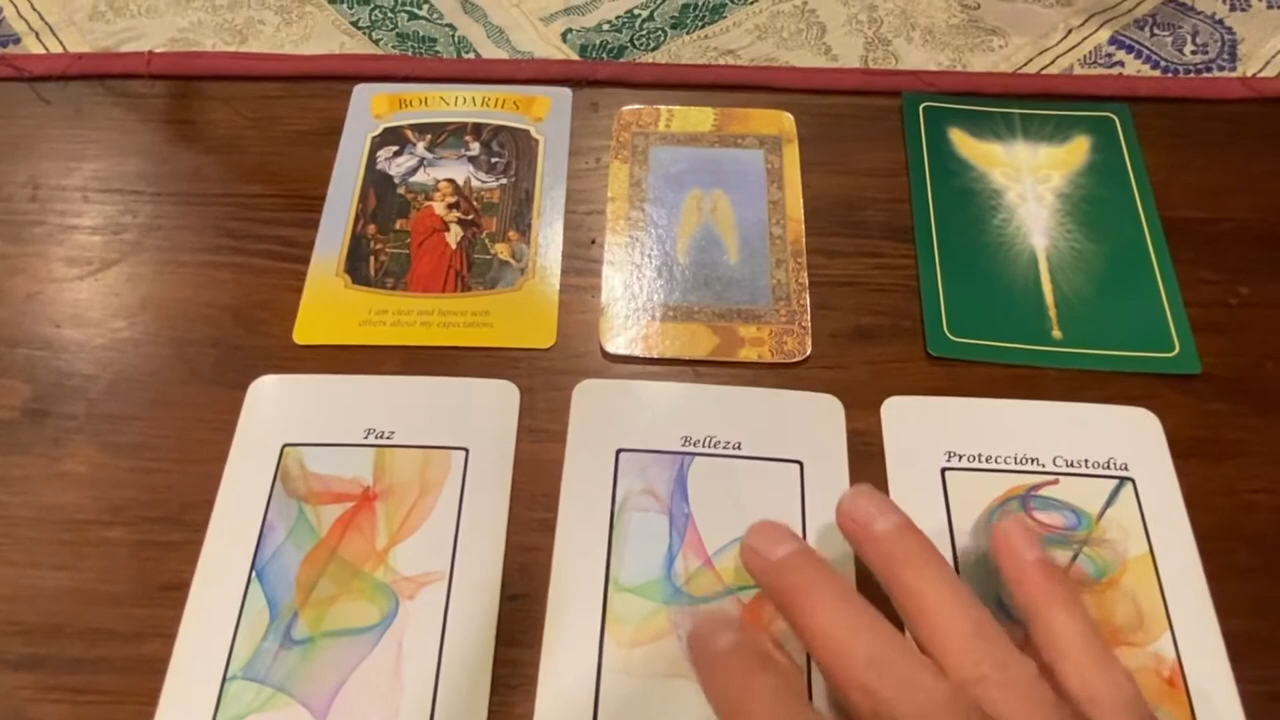 BOUNDARIES
I am clear and honest with
others about my expectations.
Paz
Belleza
Protección, Custodia